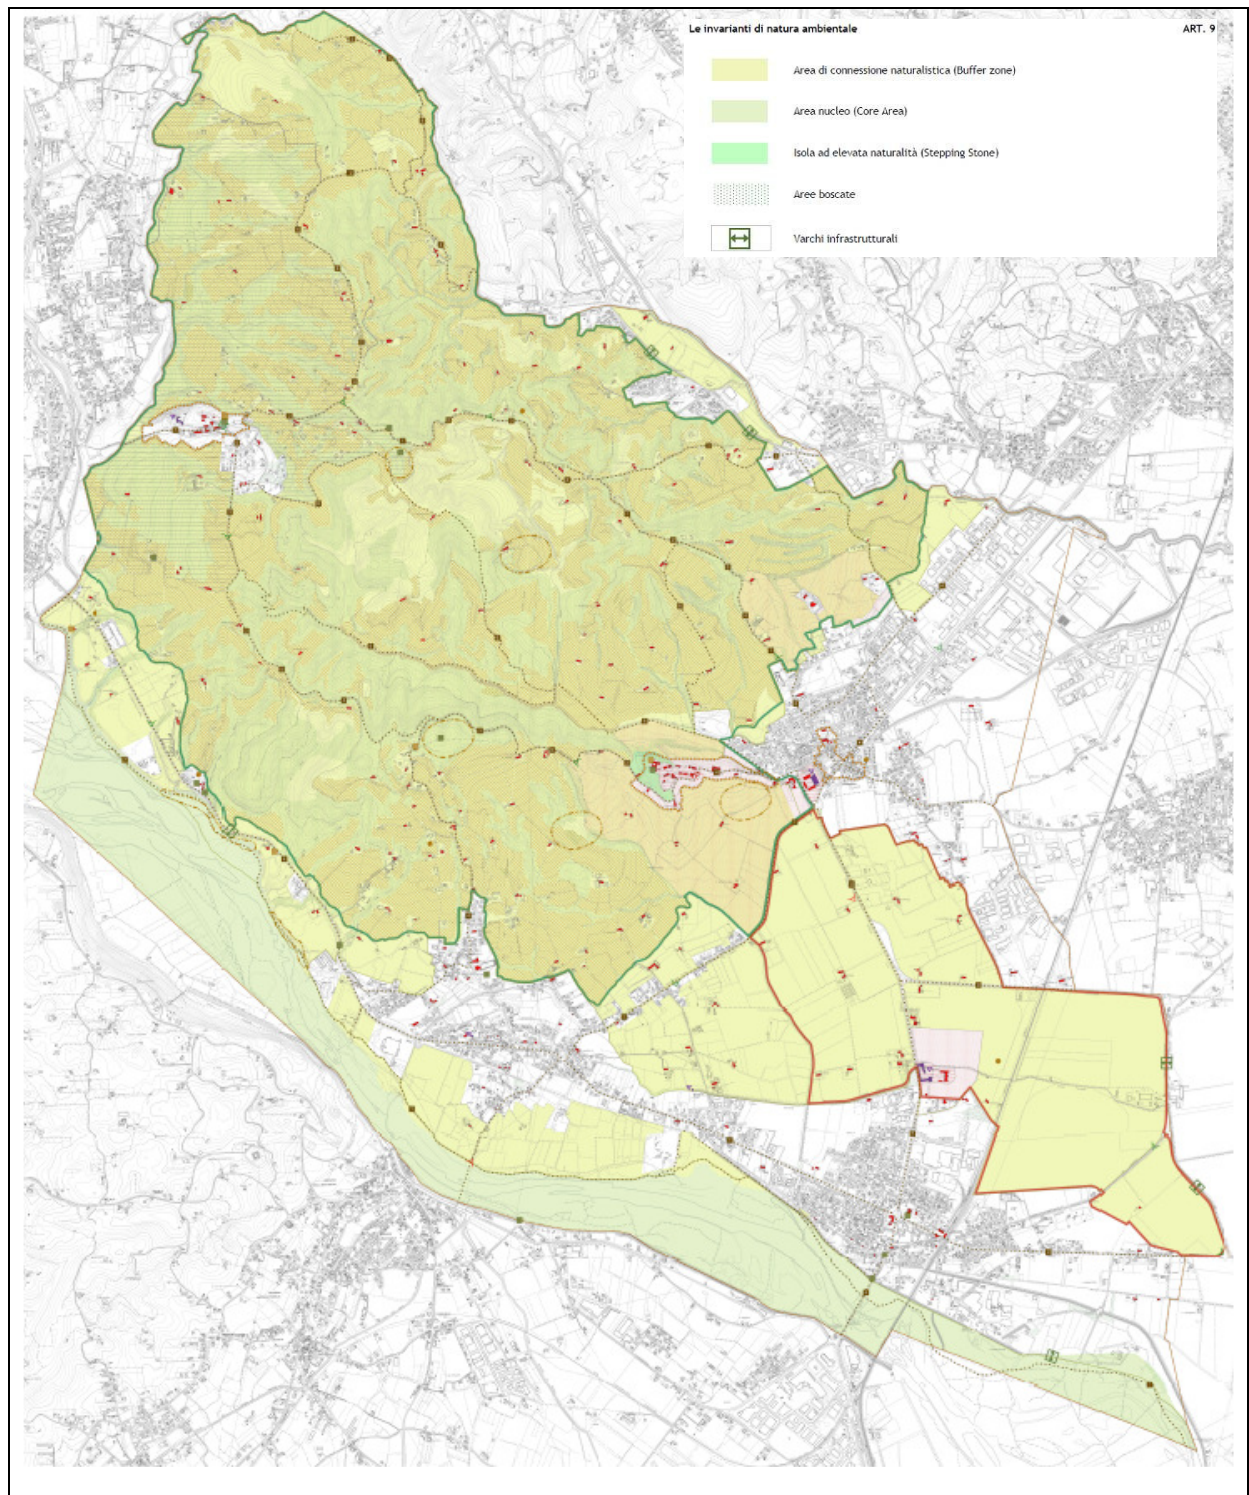 Le invarianti di natura ambientale ART. 9
Area di connessione naturalistica (Buffer zone)
Area nucleo (Core Area)
Isola ad elevata naturalità (Stepping Stone)
Aree boscate
Varchi infrastrutturali